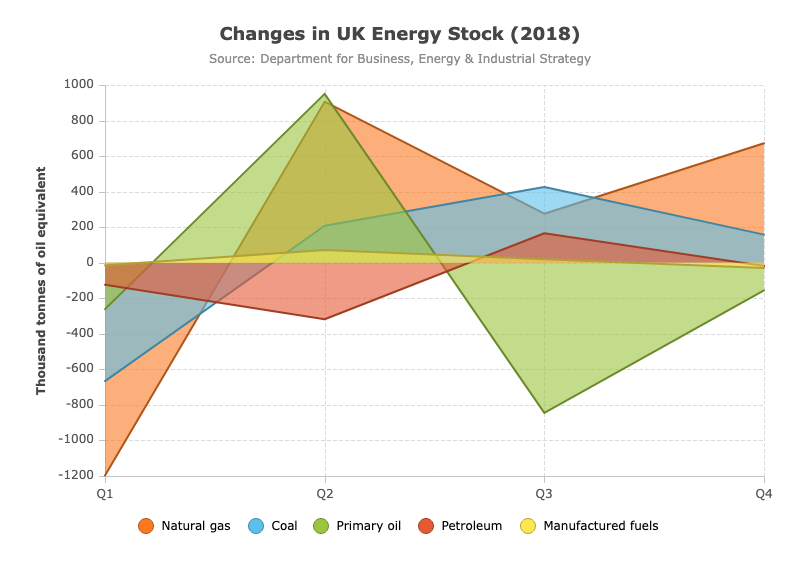 Changes in UK Energy Stock (2018)
Source: Department for Business, Energy & Industrial Strategy
Thousand tonnes of oil equivalent
1000
800
600
400
200
0
-200
-400
-600
-800
-1000
-1200
Q1 Q2 Q3 Q4
Natural gas Coal Primary oil Petroleum Manufactured fuels